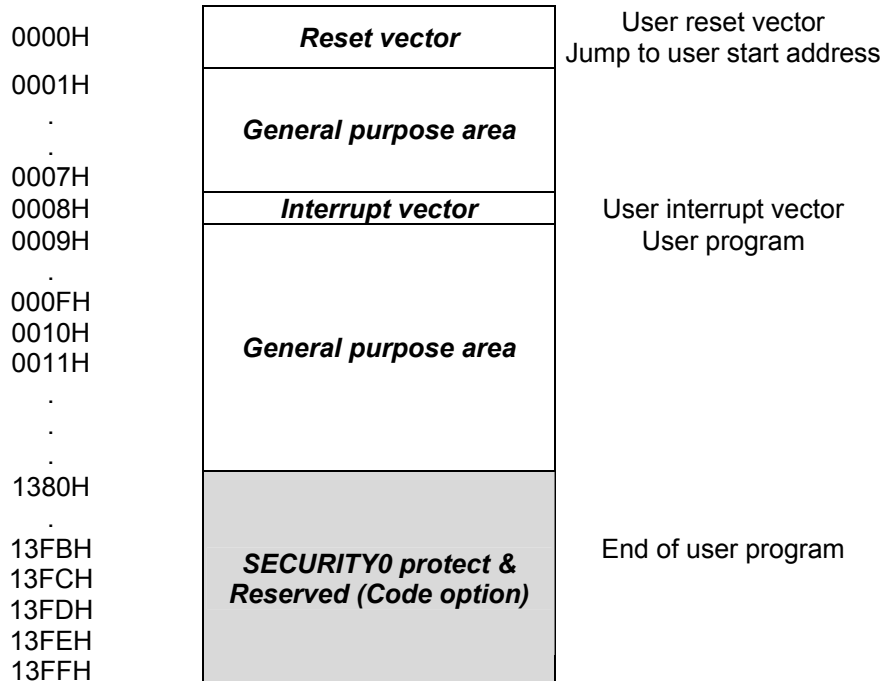 0000H Reset vector User reset vector
Jump to user start address
0001H
.
General purpose area
.
0007H
0008H Interrupt vector User interrupt vector
0009H User program
.
000FH
0010H
General purpose area
0011H
.
.
.
1380H
.
13FBH End of user program
SECURITY0 protect &
13FCH
Reserved (Code option)
13FDH
13FEH
13FFH